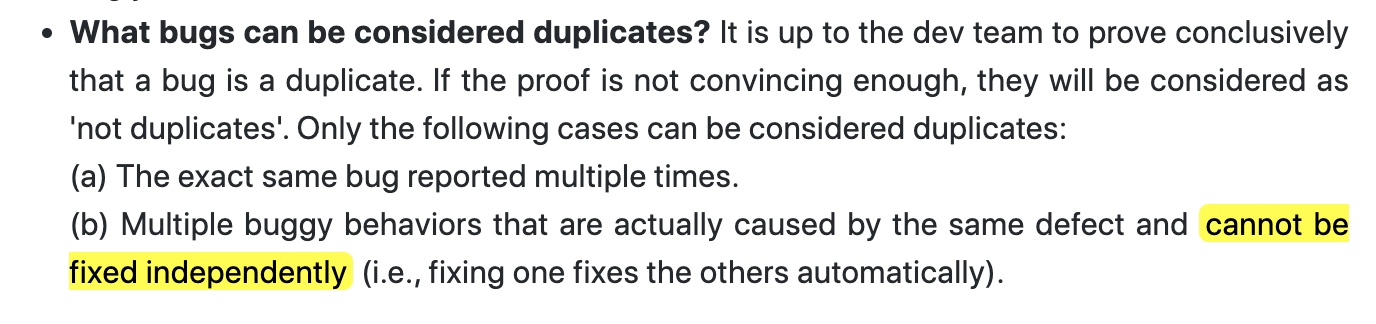 • What bugs can be considered duplicates? It is up to the dev team to prove conclusively
that a bug is a duplicate. If the proof is not convincing enough, they will be considered as
'not duplicates'. Only the following cases can be considered duplicates:
(a) The exact same bug reported multiple times.
(b) Multiple buggy behaviors that are actually caused by the same defect and cannot be
fixed independently (i.e., fixing one fixes the others automatically).